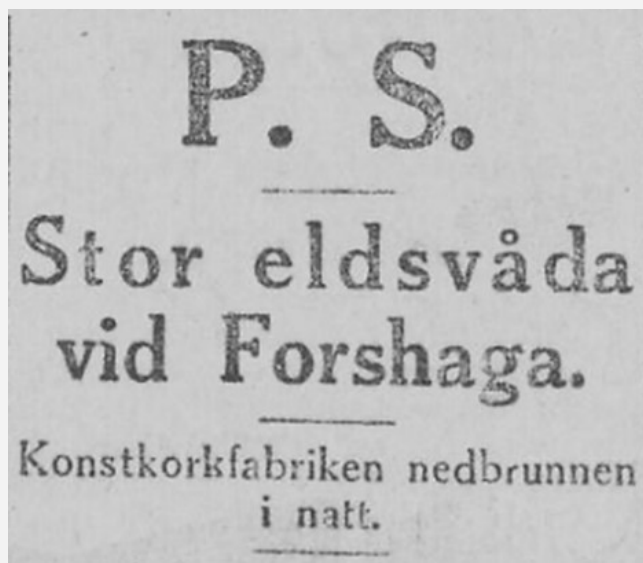 P. S.
Stor eldsvåda
vid Forshaga.
Konstkorkfabriken nedbrunnen
i natt.